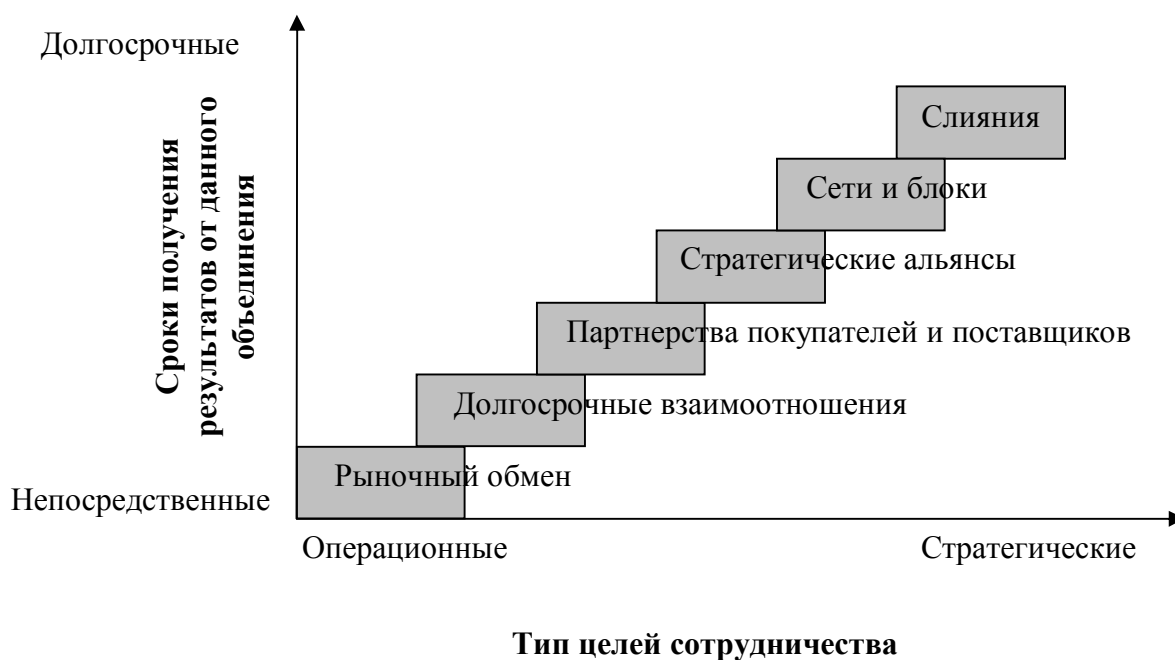 Долгосрочные
Сроки получения
результатов от данного
объединения
Слияния
Сети и блоки
Стратегические альянсы
Партнерства покупателей и поставщиков
Долгосрочные взаимоотношения
Рыночный обмен
Непосредственные
Операционные
Стратегические
Тип целей сотрудничества